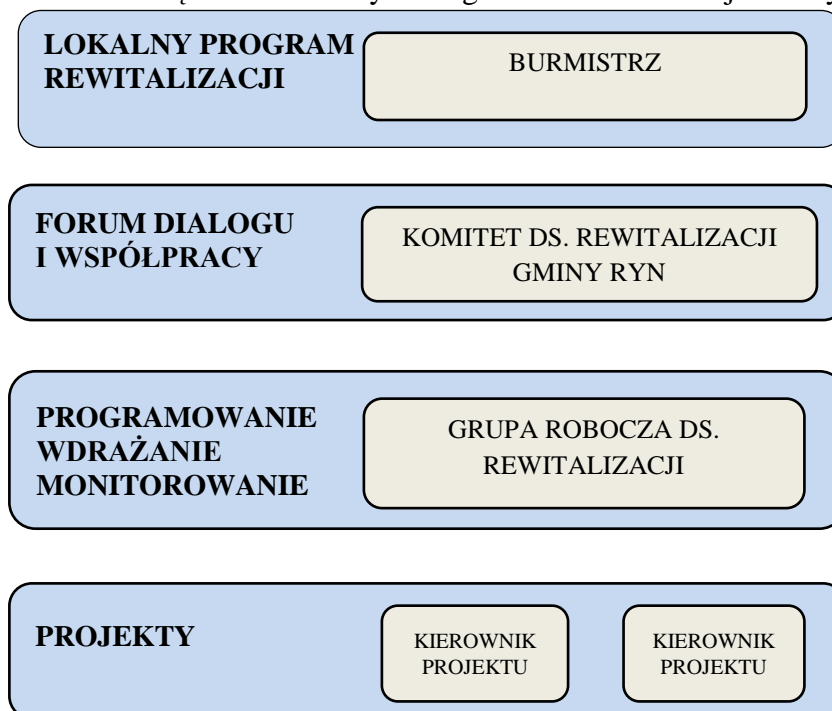 LOKALNY PROGRAM
REWITALIZACJI
BURMISTRZ
FORUM DIALOGU
I WSPÓŁPRACY
KOMITET DS. REWITALIZACJI
GMINY RYN
PROGRAMOWANIE
WDRAŻANIE
MONITOROWANIE
GRUPA ROBOCZA DS.
REWITALIZACJI
PROJEKTY
KIEROWNIK
PROJEKTU
KIEROWNIK
PROJEKTU